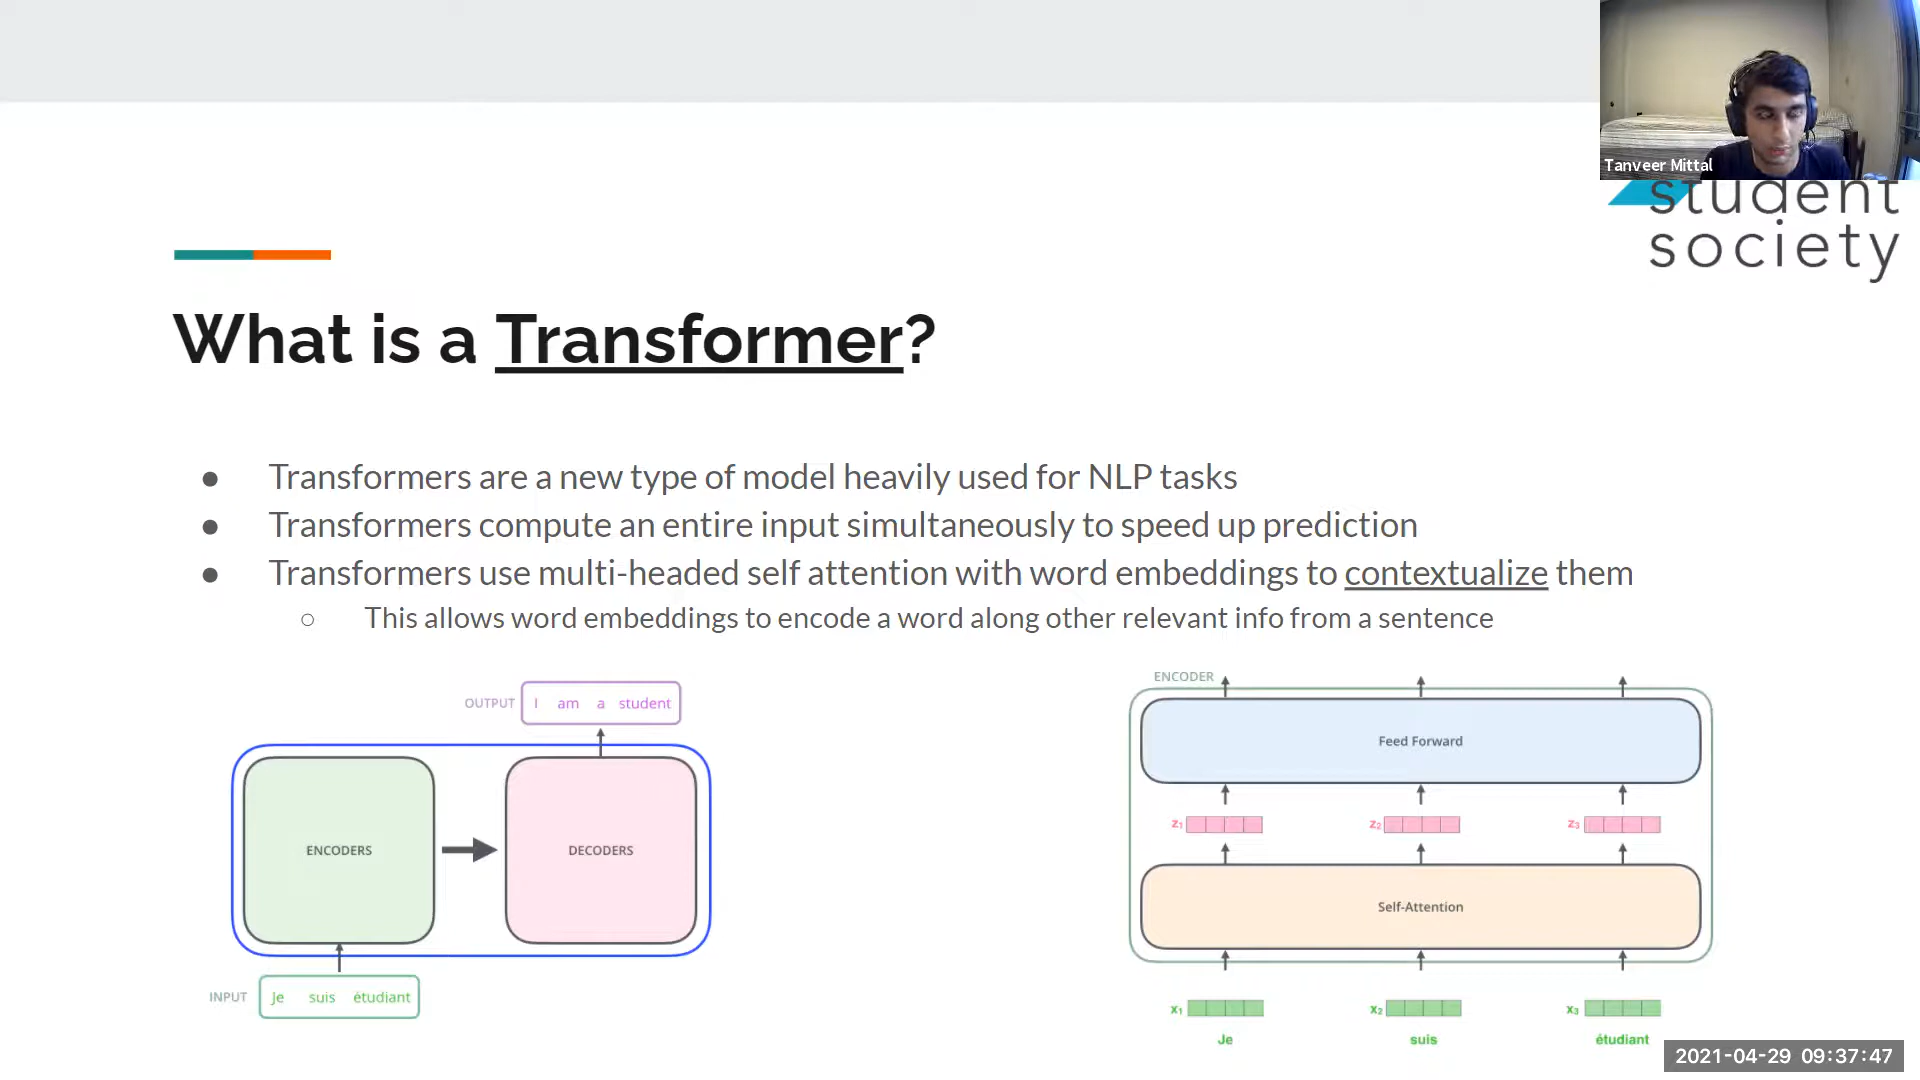 Tanveer Mittal
student
society
What is a Transformer?
● Transformers are a new type of model heavily used for NLP tasks
● Transformers compute an entire input simultaneously to speed up prediction
● Transformers use multi-headed self attention with word embeddings to contextualize them
○ This allows word embeddings to encode a word along other relevant info from a sentence
OUTPUT I am a student
ENCODERS DECODERS
INPUT Je suis étudiant
ENCODER
Feed Forward
z₁ z₂ z₃
Self-Attention
x₁ x₂ x₃
Je suis étudiant
2021-04-29 09:37:47